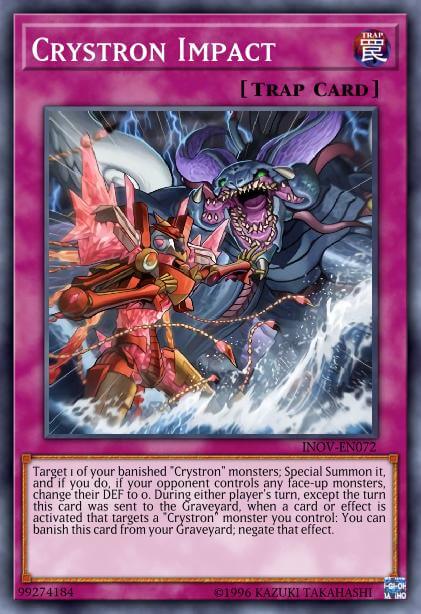 Crystron Impact
TRAP
罠
[Trap Card]
INOV-EN072
Target 1 of your banished "Crystron" monsters; Special Summon it,
and if you do, if your opponent controls any face-up monsters,
change their DEF to 0. During either player's turn, except the turn
this card was sent to the Graveyard, when a card or effect is
activated that targets a "Crystron" monster you control: You can
banish this card from your Graveyard; negate that effect.
99274184
©1996 KAZUKI TAKAHASHI